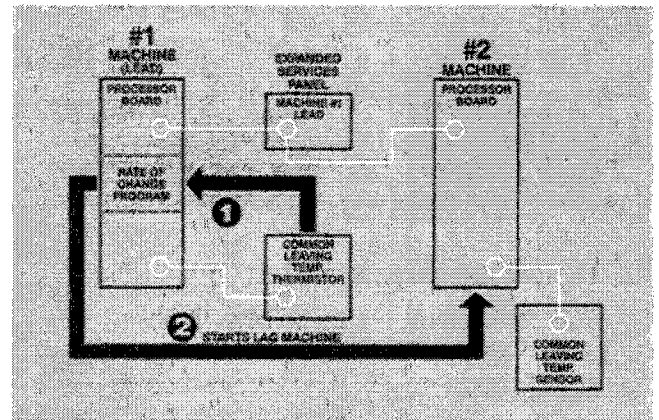 #1
MACHINE
(LEAD)
PROCESSOR
BOARD
RATE OF
CHANGE
PROGRAM
EXPANDED
SERVICES
PANEL
MACHINE #1
LEAD
#2
MACHINE
PROCESSOR
BOARD
1
COMMON
LEAVING
TEMP.
THERMISTOR
2 STARTS LAG MACHINE
COMMON
LEAVING
TEMP.
SENSOR